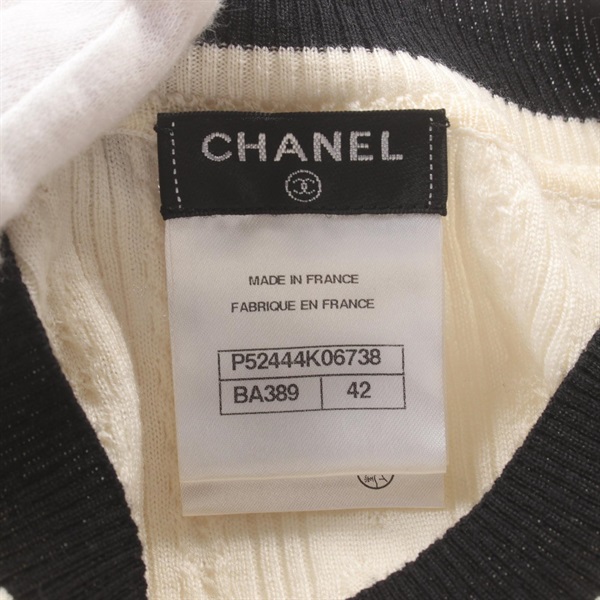 CHANEL
MADE IN FRANCE
FABRIQUE EN FRANCE
P52444K06738
BA389 42